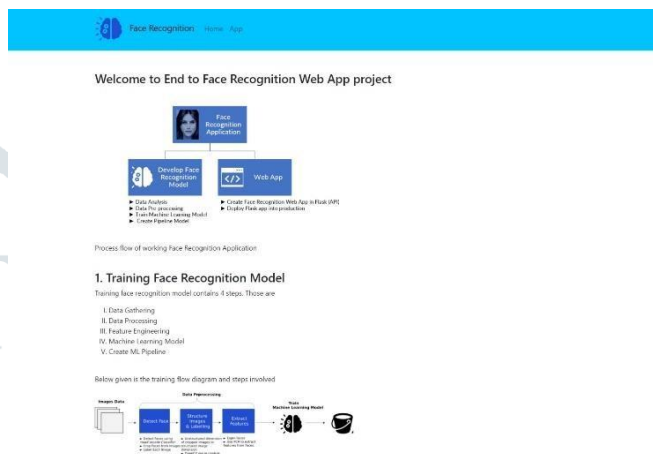 Face Recognition Home App
Welcome to End to Face Recognition Web App project
Face
Recognition
Application
Develop Face
Recognition
Model
► Data Analysis
► Data Pre processing
► Train Machine Learning Model
► Create Pipeline Model
</> Web App
► Create Face Recognition Web App in Flask (API)
► Deploy Flask app into production
Process flow of working Face Recognition Application
1. Training Face Recognition Model
Training face recognition model contains 4 steps. Those are
I. Data Gathering
II. Data Processing
III. Feature Engineering
IV. Machine Learning Model
V. Create ML Pipeline
Below given is the training flow diagram and steps involved
Images Data
Data Preprocessing
Detect Face
Structure
Images
& Labeling
Extract
Features
Train
Machine Learning Model